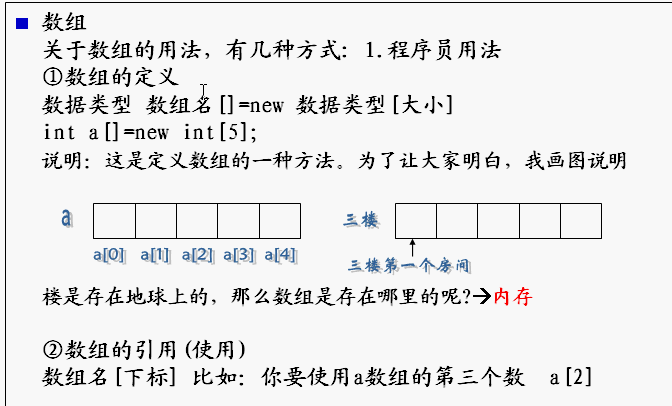 数组
关于数组的用法，有几种方式：1.程序员用法
①数组的定义
数据类型 数组名[]=new 数据类型[大小]
int a[]=new int[5];
说明：这是定义数组的一种方法。为了让大家明白，我画图说明
a 三楼
a[0] a[1] a[2] a[3] a[4]
三楼第一个房间
楼是存在地球上的，那么数组是存在哪里的呢?→内存
②数组的引用(使用)
数组名[下标] 比如：你要使用a数组的第三个数 a[2]